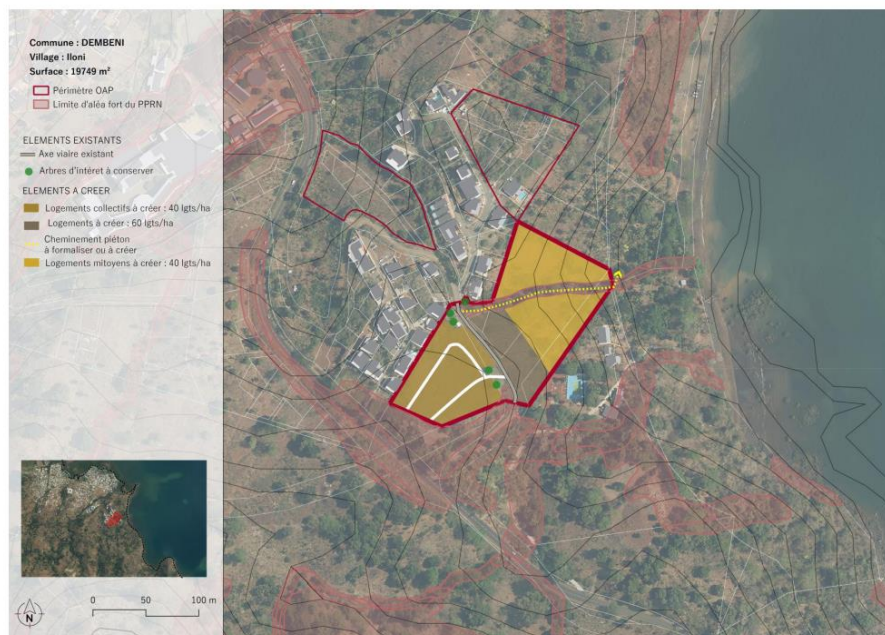 Commune : DEMBENI
Village : Iloni
Surface : 19749 m²
Périmètre OAP
Limite d'aléa fort du PPRN
ELEMENTS EXISTANTS
Axe viaire existant
Arbres d'intéret à conserver
ELEMENTS A CREER
Logements collectifs à créer : 40 lgts/ha
Logements à créer : 60 lgts/ha
Cheminement piéton
à formaliser ou à créer
Logements mitoyens à créer : 40 lgts/ha
0 50 100 m
N